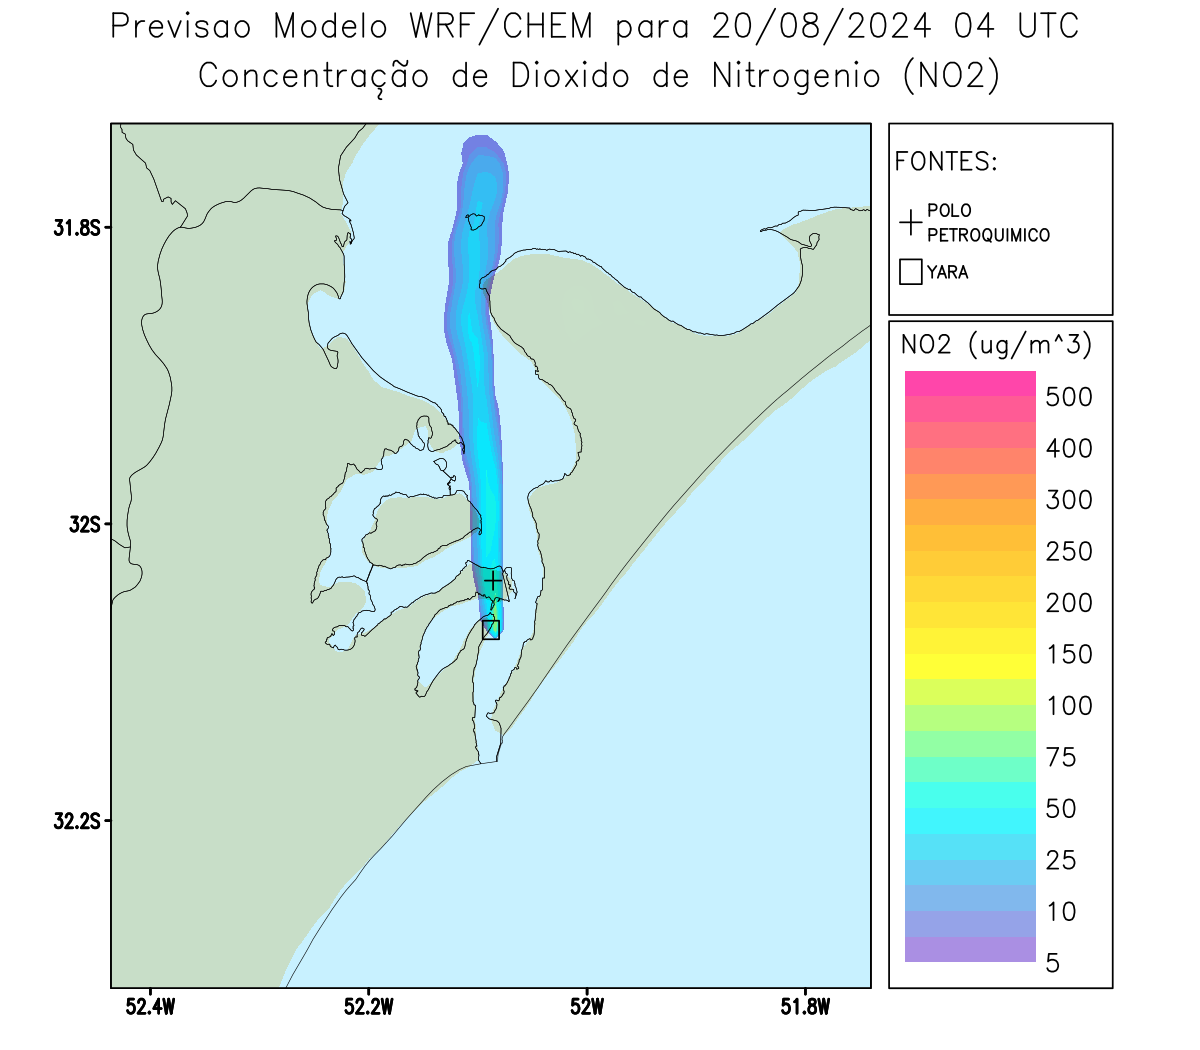 Previsao Modelo WRF/CHEM para 20/08/2024 04 UTC
Concentração de Dioxido de Nitrogenio (NO2)
FONTES:
POLO
PETROQUIMICO
YARA
NO2 (ug/m^3)
500
400
300
250
200
150
100
75
50
25
10
5
31.8S
32S
32.2S
52.4W
52.2W
52W
51.8W